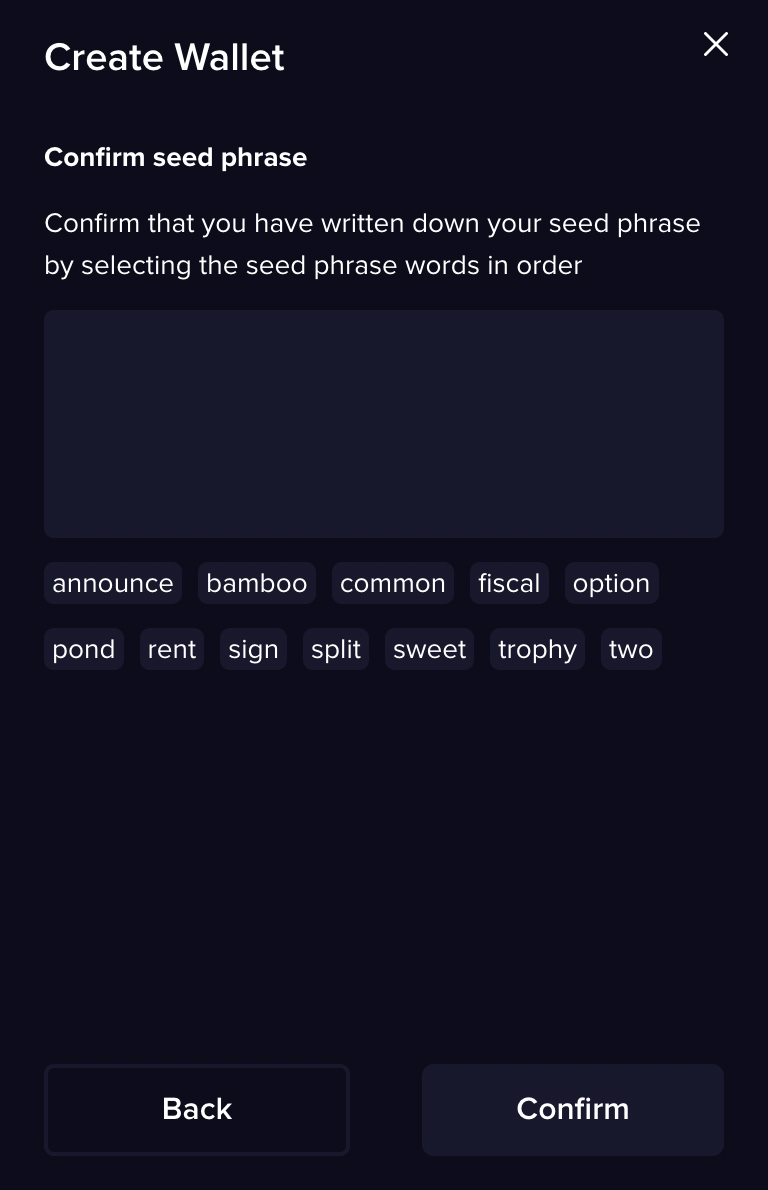 Create Wallet
Confirm seed phrase
Confirm that you have written down your seed phrase
by selecting the seed phrase words in order
announce bamboo common fiscal option
pond rent sign split sweet trophy two
Back Confirm